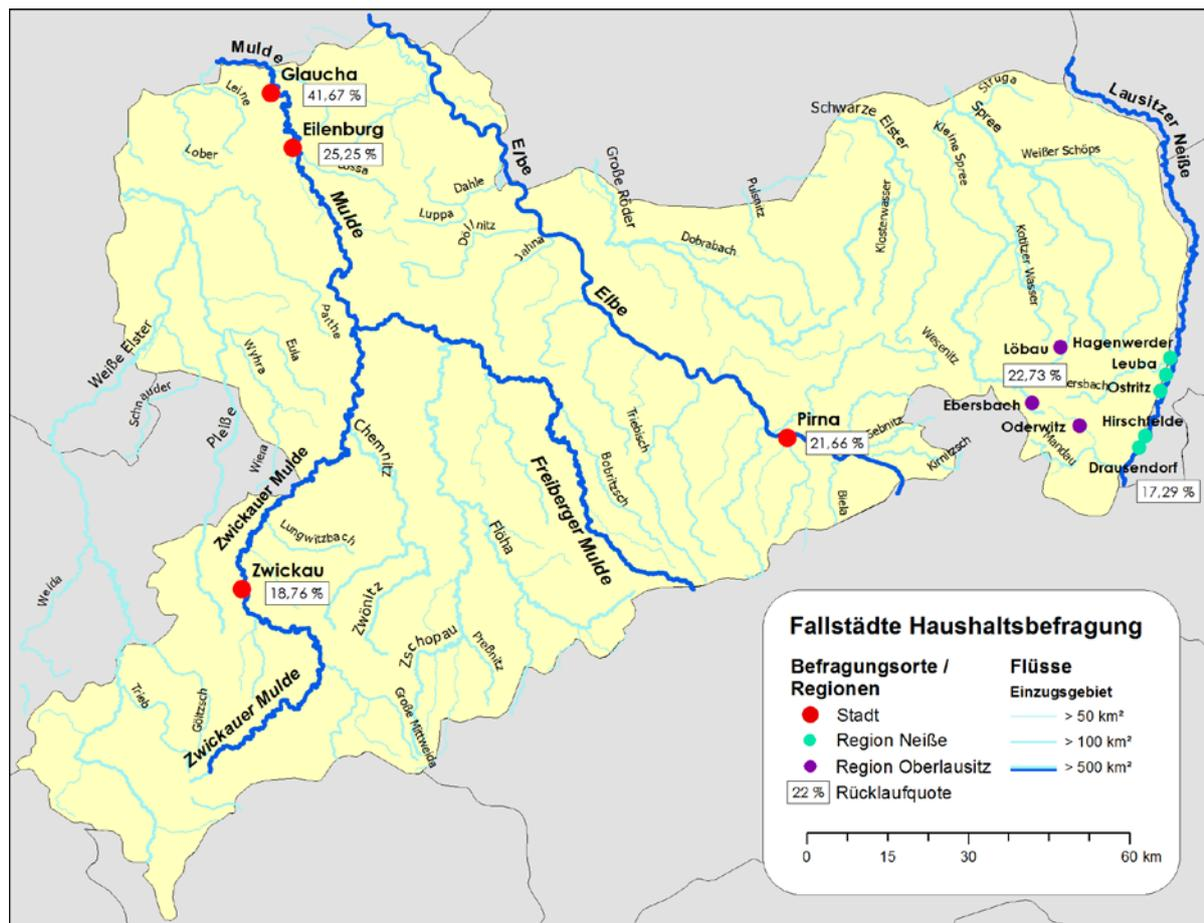 Mulde
Glaucha
41,67 %
Leine
Eilenburg
25,25 %
Lober
Mulde
Elbe
Dahle
Luppa
Döllnitz
Jahna
Große Röder
Pulsnitz
Dobrabach
Schwarze Elster
Klosterwasser
Kleine Spree
Spree
Struga
Weißer Schöps
Lausitzer Neiße
Kotitzer Wasser
Elbe
Wesenitz
Löbau
22,73 %
Hagenwerder
Leuba
Ostritz
Ebersbach
Oderwitz
Hirschfelde
Mandau
Drausendorf
17,29 %
Weiße Elster
Schnauder
Parthe
Eula
Wyhra
Pleiße
Wiera
Zwickauer Mulde
Chemnitz
Freiberger Mulde
Triebisch
Bobritzsch
Pirna
21,66 %
Sebnitz
Kirnitzsch
Biela
Lungwitzbach
Zwickau
18,76 %
Weida
Zwönitz
Flöha
Zschopau
Preßnitz
Große Mittweida
Trieb
Göltzsch
Zwickauer Mulde
Fallstädte Haushaltsbefragung
Befragungsorte /
Regionen
Stadt
Region Neiße
Region Oberlausitz
22 % Rücklaufquote
Flüsse
Einzugsgebiet
> 50 km²
> 100 km²
> 500 km²
0 15 30 60 km